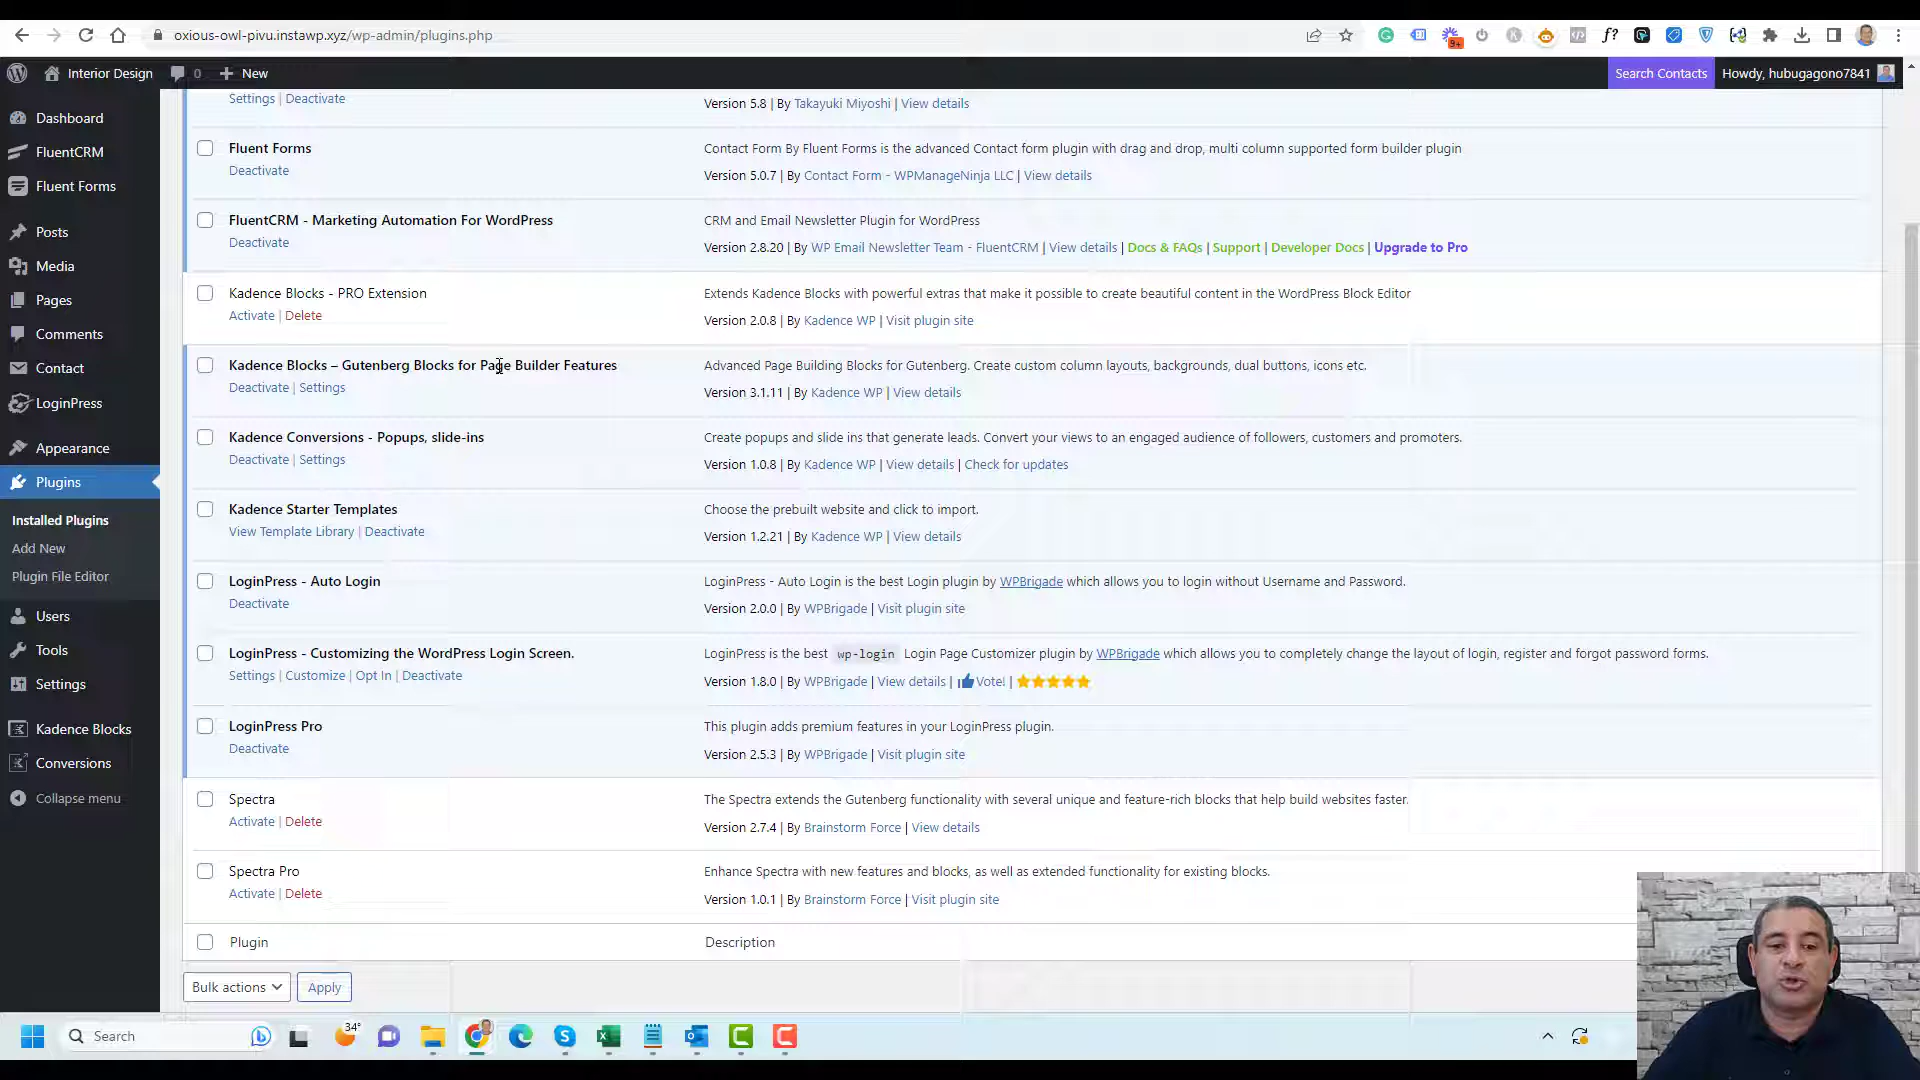 oxious-owl-pivu.instawp.xyz/wp-admin/plugins.php
9+
f?
Interior Design
0
New
Search Contacts
Howdy, hubugagono7841
Dashboard
FluentCRM
Fluent Forms
Posts
Media
Pages
Comments
Contact
LoginPress
Appearance
Plugins
Installed Plugins
Add New
Plugin File Editor
Users
Tools
Settings
Kadence Blocks
Conversions
Collapse menu
Settings | Deactivate
Version 5.8 | By Takayuki Miyoshi | View details
Fluent Forms
Deactivate
Contact Form By Fluent Forms is the advanced Contact form plugin with drag and drop, multi column supported form builder plugin
Version 5.0.7 | By Contact Form - WPManageNinja LLC | View details
FluentCRM - Marketing Automation For WordPress
Deactivate
CRM and Email Newsletter Plugin for WordPress
Version 2.8.20 | By WP Email Newsletter Team - FluentCRM | View details | Docs & FAQs | Support | Developer Docs | Upgrade to Pro
Kadence Blocks - PRO Extension
Activate | Delete
Extends Kadence Blocks with powerful extras that make it possible to create beautiful content in the WordPress Block Editor
Version 2.0.8 | By Kadence WP | Visit plugin site
Kadence Blocks – Gutenberg Blocks for Page Builder Features
Deactivate | Settings
Advanced Page Building Blocks for Gutenberg. Create custom column layouts, backgrounds, dual buttons, icons etc.
Version 3.1.11 | By Kadence WP | View details
Kadence Conversions - Popups, slide-ins
Deactivate | Settings
Create popups and slide ins that generate leads. Convert your views to an engaged audience of followers, customers and promoters.
Version 1.0.8 | By Kadence WP | View details | Check for updates
Kadence Starter Templates
View Template Library | Deactivate
Choose the prebuilt website and click to import.
Version 1.2.21 | By Kadence WP | View details
LoginPress - Auto Login
Deactivate
LoginPress - Auto Login is the best Login plugin by WPBrigade which allows you to login without Username and Password.
Version 2.0.0 | By WPBrigade | Visit plugin site
LoginPress - Customizing the WordPress Login Screen.
Settings | Customize | Opt In | Deactivate
LoginPress is the best wp-login Login Page Customizer plugin by WPBrigade which allows you to completely change the layout of login, register and forgot password forms.
Version 1.8.0 | By WPBrigade | View details | Vote! |
LoginPress Pro
Deactivate
This plugin adds premium features in your LoginPress plugin.
Version 2.5.3 | By WPBrigade | Visit plugin site
Spectra
Activate | Delete
The Spectra extends the Gutenberg functionality with several unique and feature-rich blocks that help build websites faster.
Version 2.7.4 | By Brainstorm Force | View details
Spectra Pro
Activate | Delete
Enhance Spectra with new features and blocks, as well as extended functionality for existing blocks.
Version 1.0.1 | By Brainstorm Force | Visit plugin site
Plugin
Description
Bulk actions
Apply
Search
34°